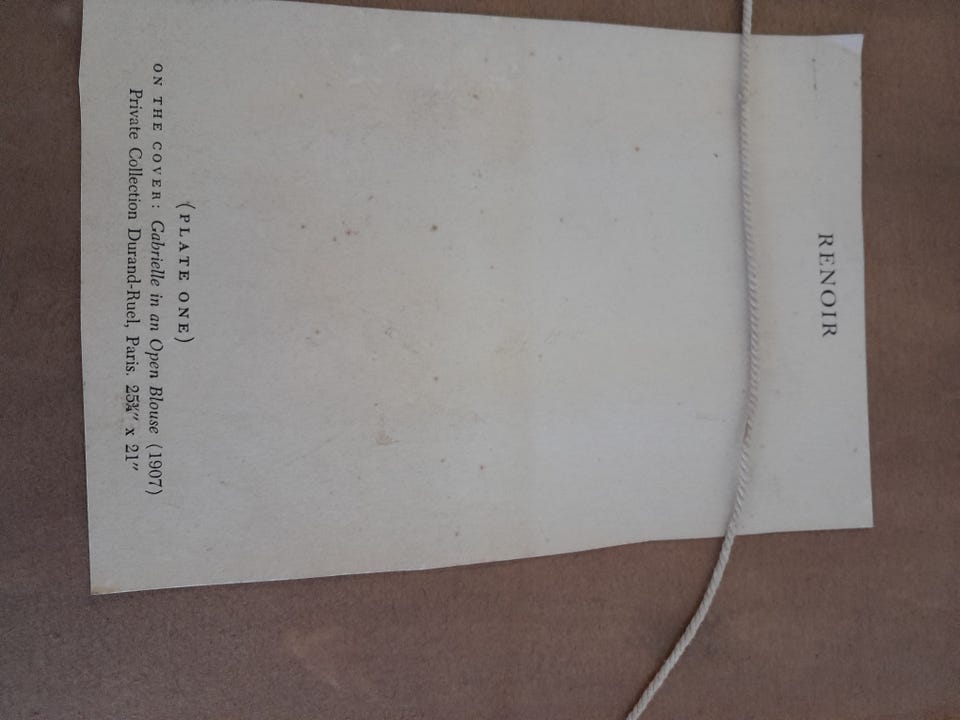 RENOIR
(PLATE ONE)
ON THE COVER: Gabrielle in an Open Blouse (1907)
Private Collection Durand-Ruel, Paris. 25¾" x 21"